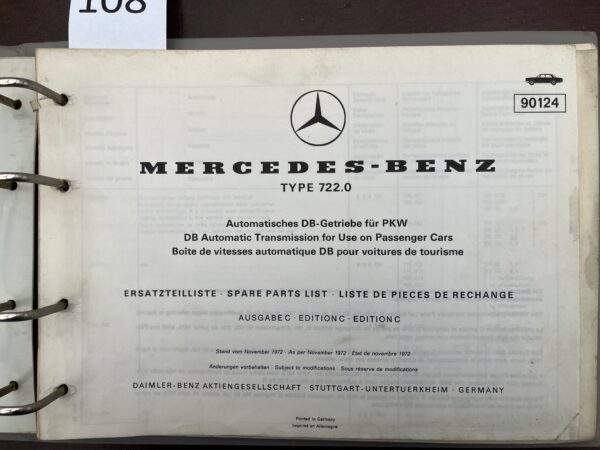 108
90124
MERCEDES-BENZ
TYPE 722.0
Automatisches DB-Getriebe für PKW
DB Automatic Transmission for Use on Passenger Cars
Boîte de vitesses automatique DB pour voitures de tourisme
ERSATZTEILLISTE · SPARE PARTS LIST · LISTE DE PIECES DE RECHANGE
AUSGABE C · EDITION C · EDITION C
Stand vom November 1972 · As per November 1972 · Etat de novembre 1972
Änderungen vorbehalten · Subject to modifications · Sous réserve de modifications
DAIMLER-BENZ AKTIENGESELLSCHAFT · STUTTGART-UNTERTUERKHEIM · GERMANY
Printed in Germany
Imprimé en Allemagne